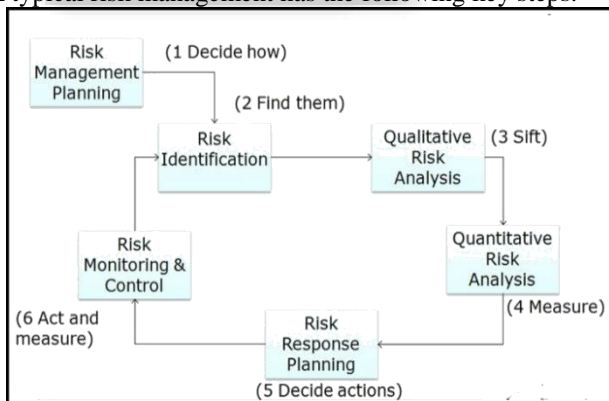 typical risk management has the following key steps:
Risk
Management
Planning
(1 Decide how)
(2 Find them)
Risk
Identification
Qualitative
Risk
Analysis
(3 Sift)
Quantitative
Risk
Analysis
(4 Measure)
Risk
Response
Planning
(5 Decide actions)
Risk
Monitoring &
Control
(6 Act and
measure)